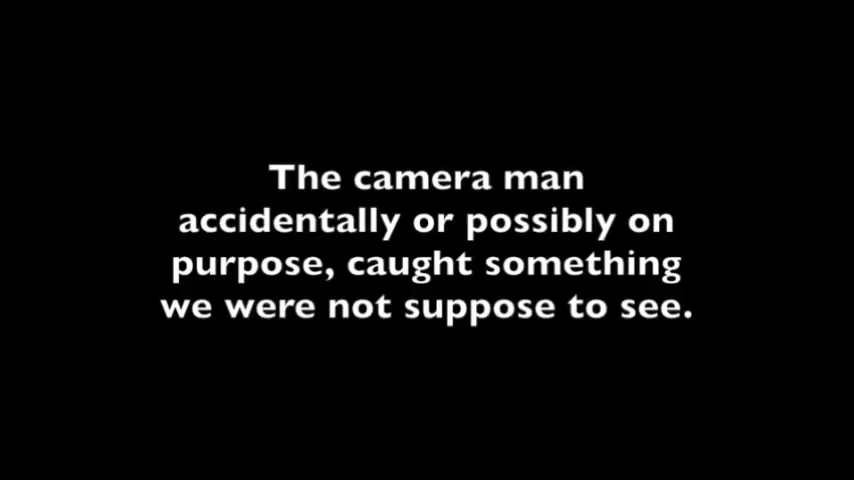 The camera man
accidentally or possibly on
purpose, caught something
we were not suppose to see.